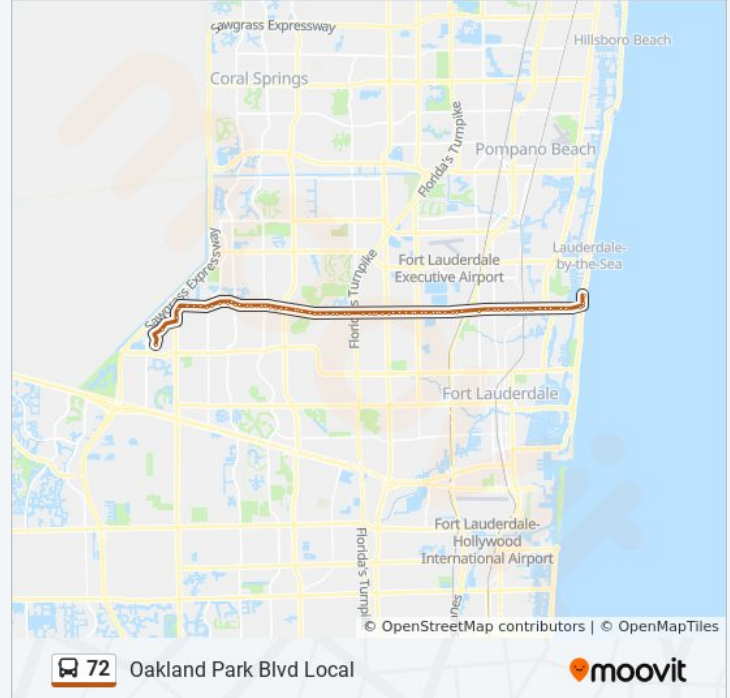 Sawgrass Expressway
Hillsboro Beach
Coral Springs
Florida's Turnpike
Pompano Beach
Sawgrass Expressway
Florida's Turnpike
Fort Lauderdale
Executive Airport
Lauderdale-
by-the-Sea
Fort Lauderdale
Fort Lauderdale-
Hollywood
International Airport
Florida's Turnpi
nes
© OpenStreetMap contributors | © OpenMapTiles
72 Oakland Park Blvd Local
moovit